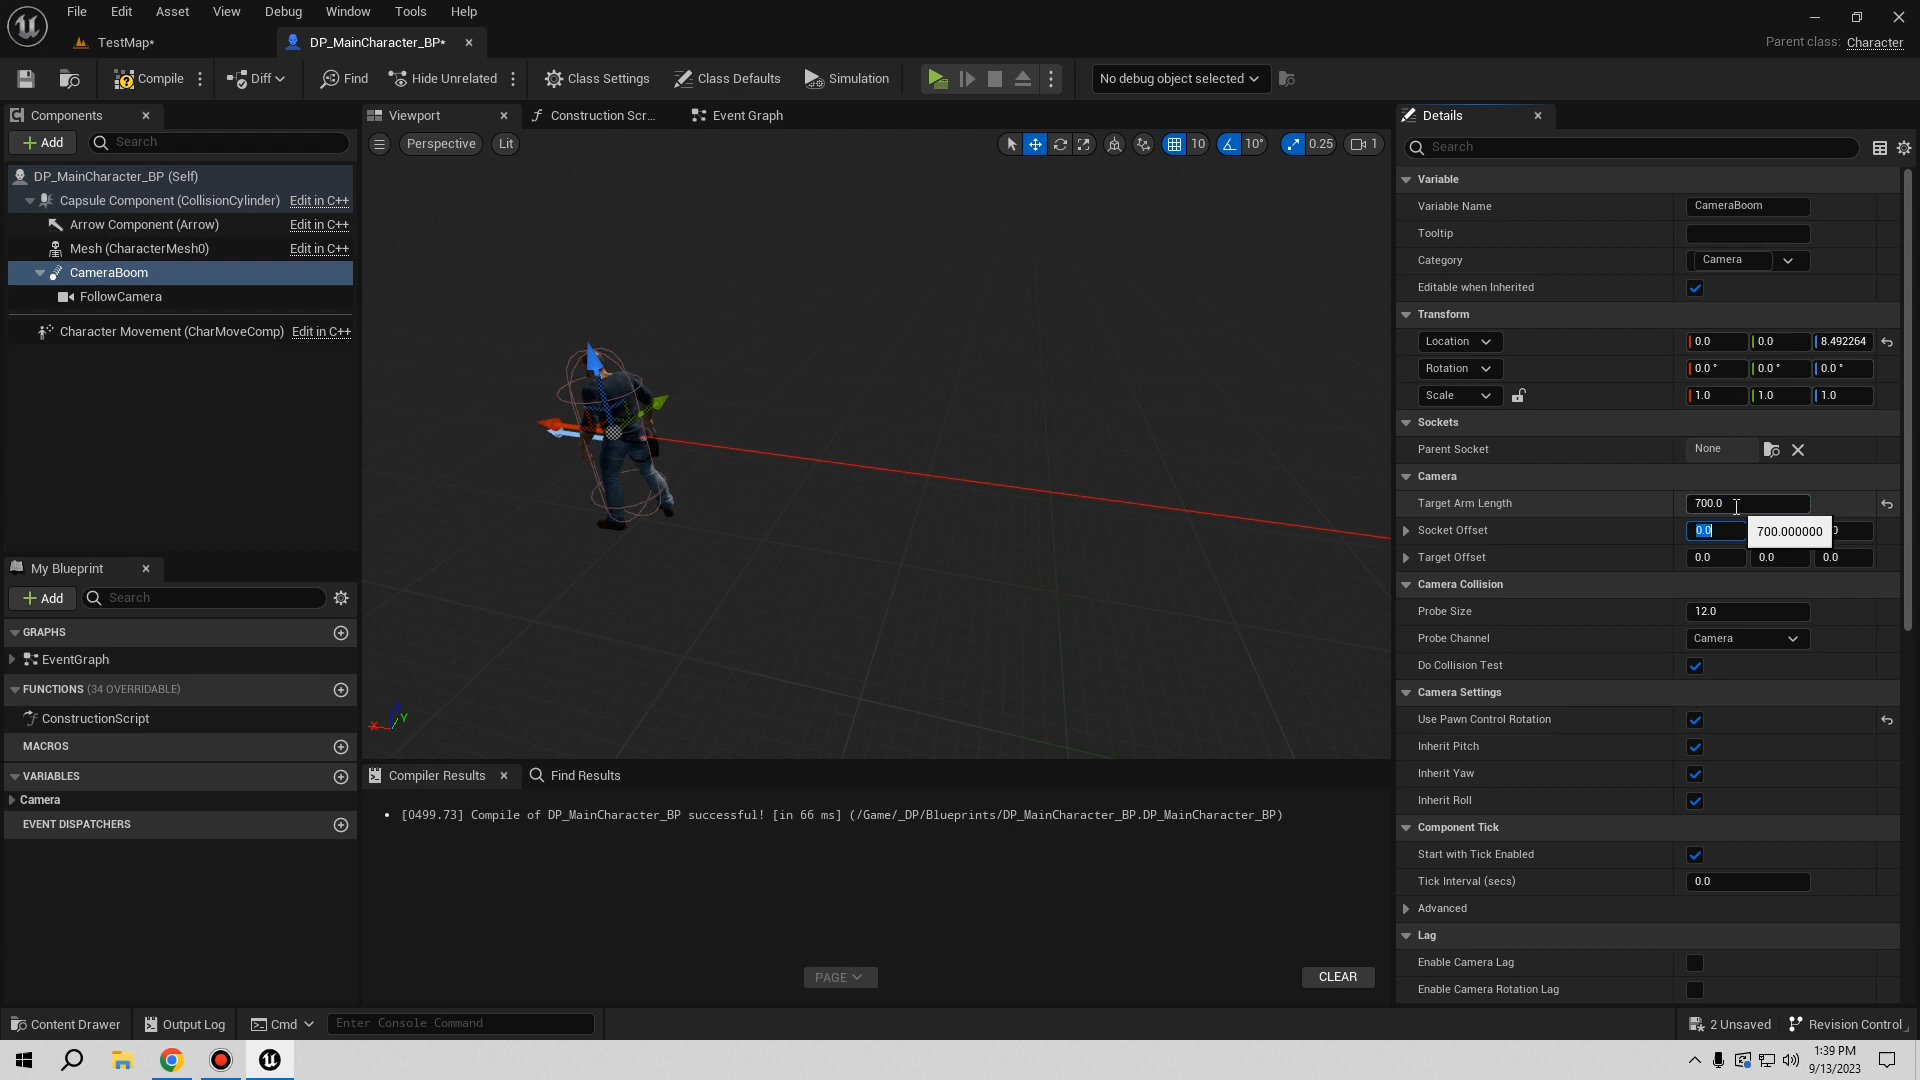 File Edit Asset View Debug Window Tools Help
TestMap*
DP_MainCharacter_BP*
Parent class: Character
Compile
Diff
Find
Hide Unrelated
Class Settings
Class Defaults
Simulation
No debug object selected
Components
Add
Search
DP_MainCharacter_BP (Self)
Capsule Component (CollisionCylinder) Edit in C++
Arrow Component (Arrow) Edit in C++
Mesh (CharacterMesh0) Edit in C++
CameraBoom
FollowCamera
Character Movement (CharMoveComp) Edit in C++
My Blueprint
Add
Search
GRAPHS
EventGraph
FUNCTIONS (34 OVERRIDABLE)
ConstructionScript
MACROS
VARIABLES
Camera
EVENT DISPATCHERS
Viewport
Construction Scr...
Event Graph
Perspective
Lit
10
10°
0.25
1
X
Y
Compiler Results
Find Results
[0499.73] Compile of DP_MainCharacter_BP successful! [in 66 ms] (/Game/_DP/Blueprints/DP_MainCharacter_BP.DP_MainCharacter_BP)
PAGE
CLEAR
Details
Search
Variable
Variable Name CameraBoom
Tooltip
Category Camera
Editable when Inherited
Transform
Location 0.0 0.0 8.492264
Rotation 0.0 ° 0.0 ° 0.0 °
Scale 1.0 1.0 1.0
Sockets
Parent Socket None
Camera
Target Arm Length 700.0
Socket Offset 0.0 700.000000
Target Offset 0.0 0.0 0.0
Camera Collision
Probe Size 12.0
Probe Channel Camera
Do Collision Test
Camera Settings
Use Pawn Control Rotation
Inherit Pitch
Inherit Yaw
Inherit Roll
Component Tick
Start with Tick Enabled
Tick Interval (secs) 0.0
Advanced
Lag
Enable Camera Lag
Enable Camera Rotation Lag
Content Drawer
Output Log
Cmd
Enter Console Command
2 Unsaved
Revision Control
1:39 PM
9/13/2023